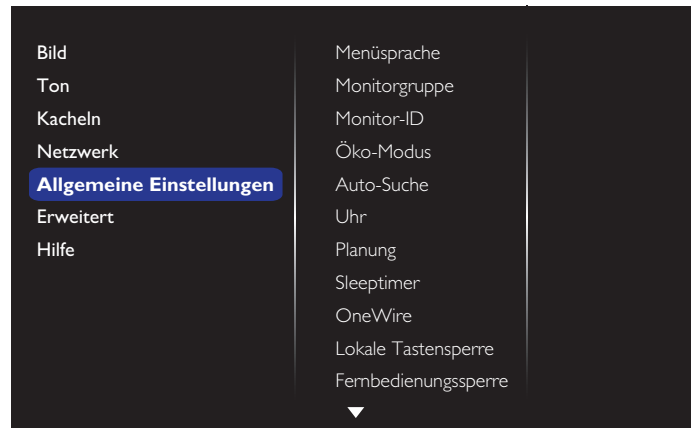 Bild
Ton
Kacheln
Netzwerk
Allgemeine Einstellungen
Erweitert
Hilfe
Menüsprache
Monitorgruppe
Monitor-ID
Öko-Modus
Auto-Suche
Uhr
Planung
Sleeptimer
OneWire
Lokale Tastensperre
Fernbedienungssperre